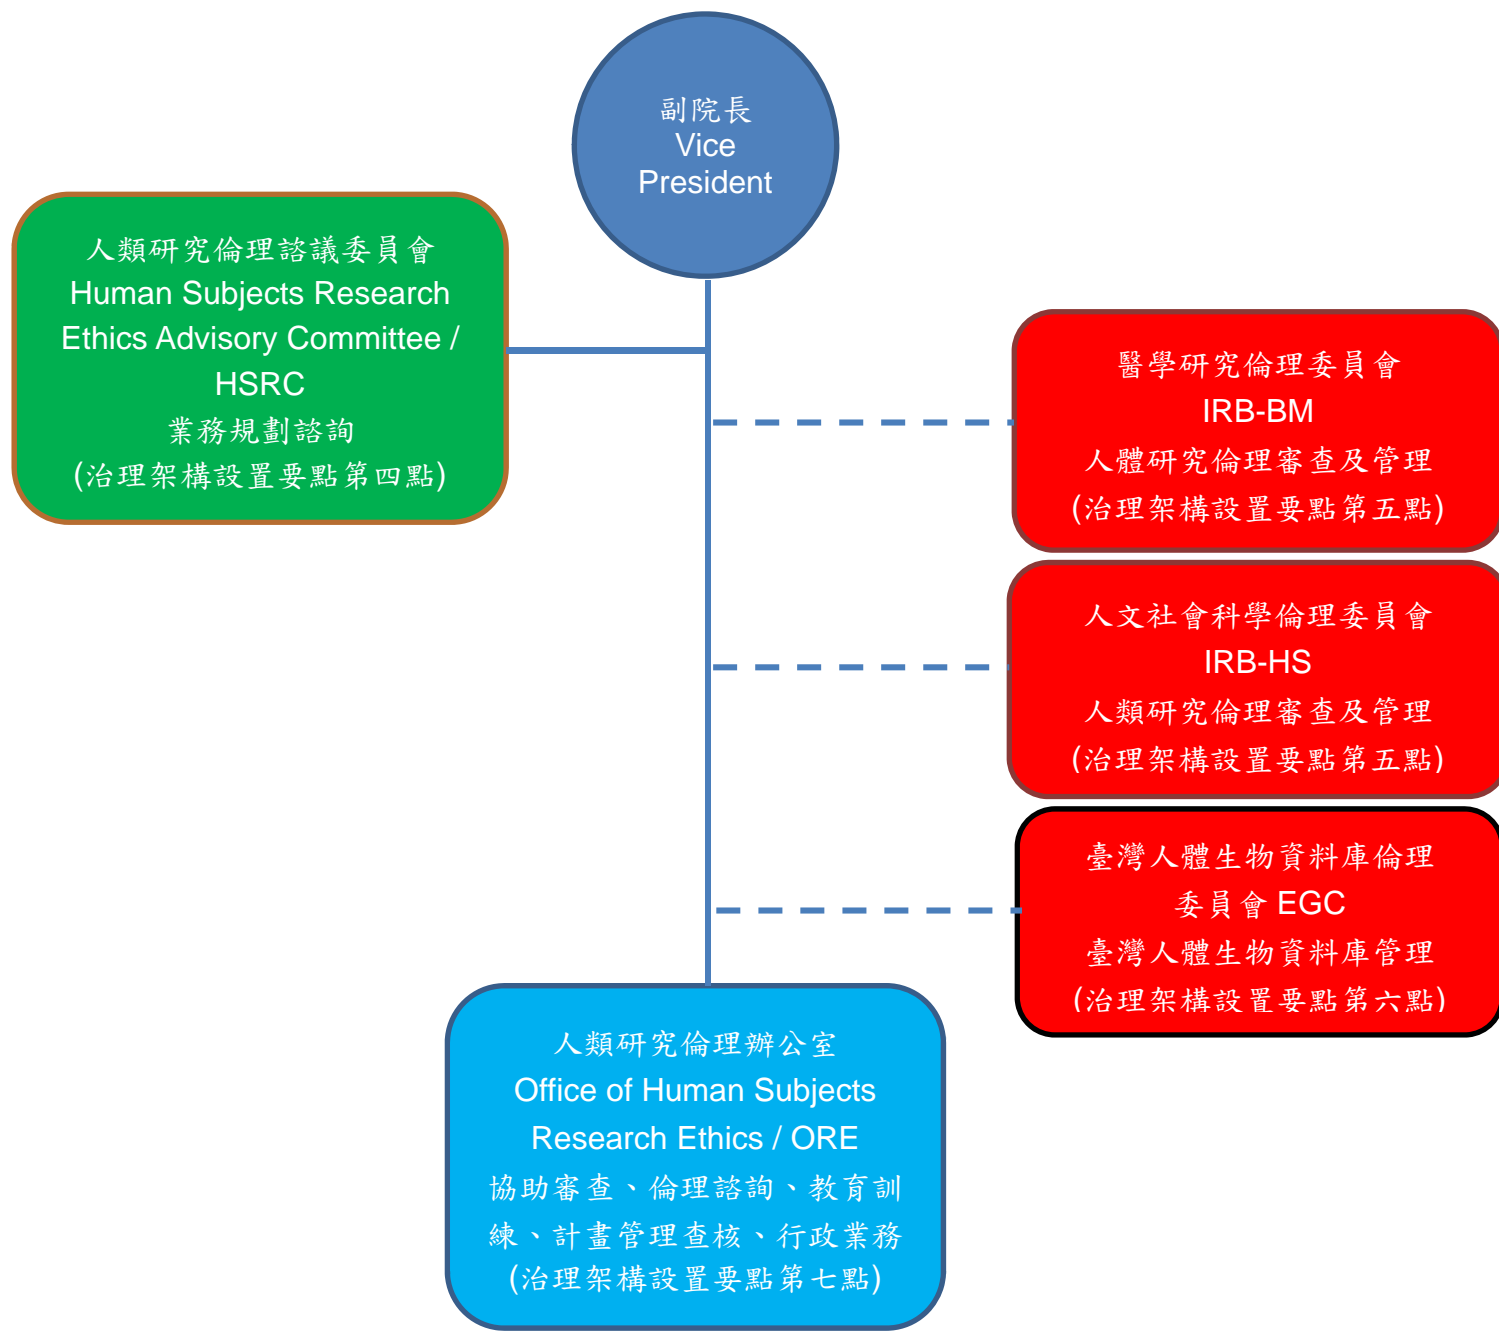 副院長
Vice
President
人類研究倫理諮議委員會
Human Subjects Research
Ethics Advisory Committee /
HSRC
業務規劃諮詢
(治理架構設置要點第四點)
醫學研究倫理委員會
IRB-BM
人體研究倫理審查及管理
(治理架構設置要點第五點)
人文社會科學倫理委員會
IRB-HS
人類研究倫理審查及管理
(治理架構設置要點第五點)
臺灣人體生物資料庫倫理
委員會 EGC
臺灣人體生物資料庫管理
(治理架構設置要點第六點)
人類研究倫理辦公室
Office of Human Subjects
Research Ethics / ORE
協助審查、倫理諮詢、教育訓
練、計畫管理查核、行政業務
(治理架構設置要點第七點)